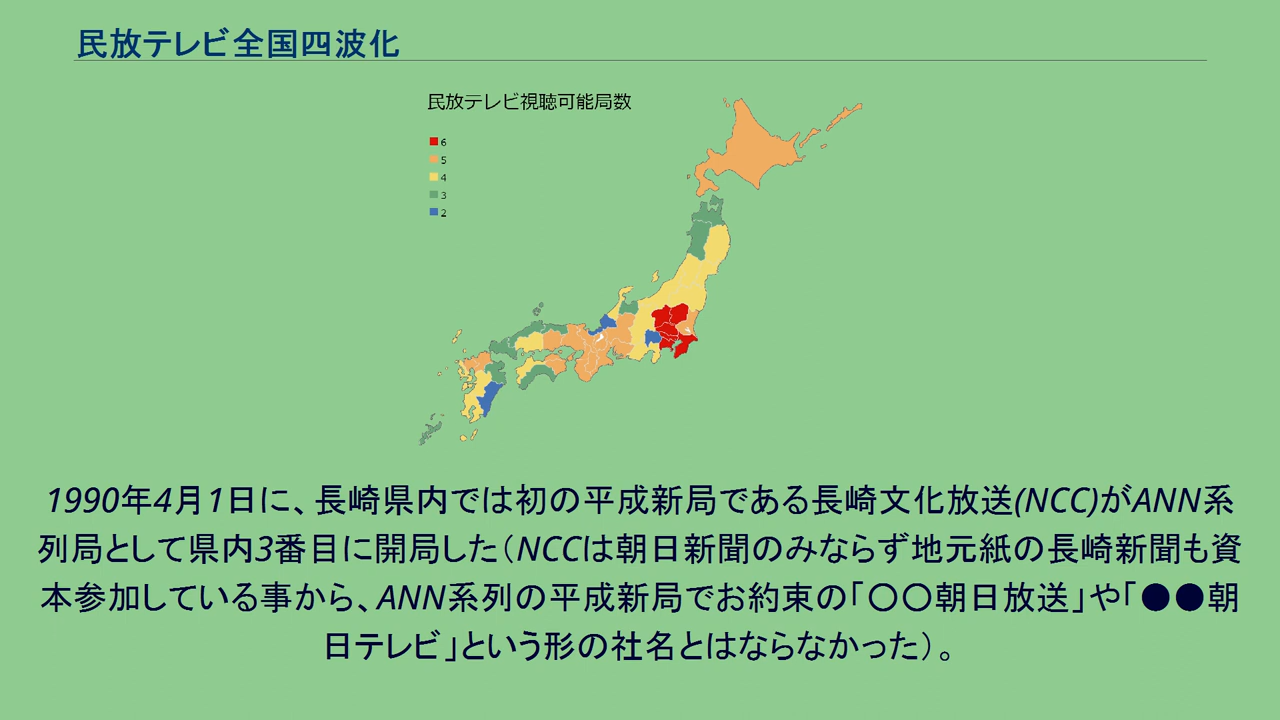 民放テレビ全国四波化
民放テレビ視聴可能局数
6
5
4
3
2
1990年4月1日に、長崎県内では初の平成新局である長崎文化放送(NCC)がANN系
列局として県内3番目に開局した（NCCは朝日新聞のみならず地元紙の長崎新聞も資
本参加している事から、ANN系列の平成新局でお約束の「〇〇朝日放送」や「●●朝
日テレビ」という形の社名とはならなかった）。